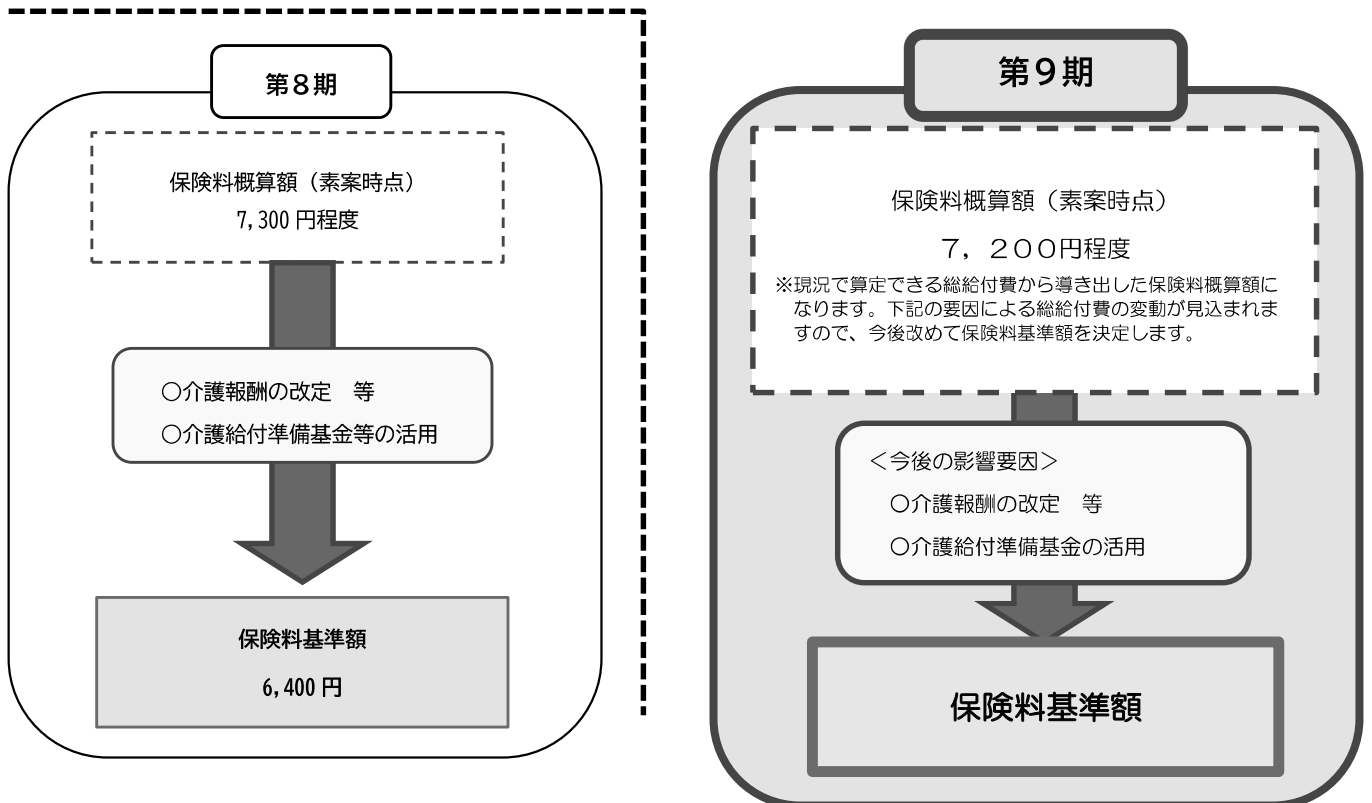 第８期
保険料概算額（素案時点）
7,300 円程度
○介護報酬の改定　等
○介護給付準備基金等の活用
保険料基準額
6,400 円
第９期
保険料概算額（素案時点）
７，２００円程度
※現況で算定できる総給付費から導き出した保険料概算額に
なります。下記の要因による総給付費の変動が見込まれま
すので、今後改めて保険料基準額を決定します。
＜今後の影響要因＞
○介護報酬の改定　等
○介護給付準備基金の活用
保険料基準額